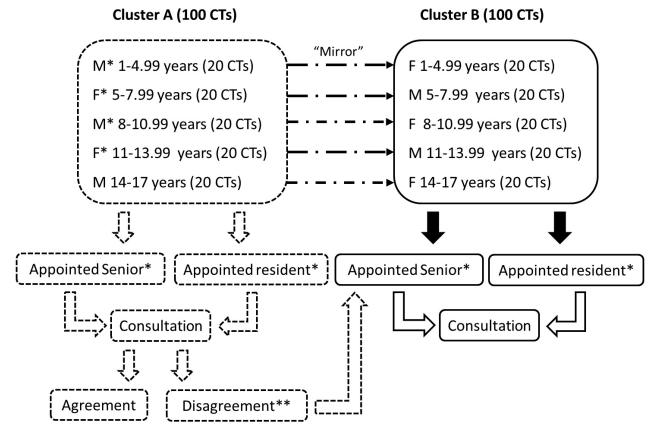 Cluster A (100 CTs)
Cluster B (100 CTs)
“Mirror”
M* 1-4.99 years (20 CTs)
F* 5-7.99 years (20 CTs)
M* 8-10.99 years (20 CTs)
F* 11-13.99 years (20 CTs)
M 14-17 years (20 CTs)
F 1-4.99 years (20 CTs)
M 5-7.99 years (20 CTs)
F 8-10.99 years (20 CTs)
M 11-13.99 years (20 CTs)
F 14-17 years (20 CTs)
Appointed Senior*
Appointed resident*
Appointed Senior*
Appointed resident*
Consultation
Consultation
Agreement
Disagreement**